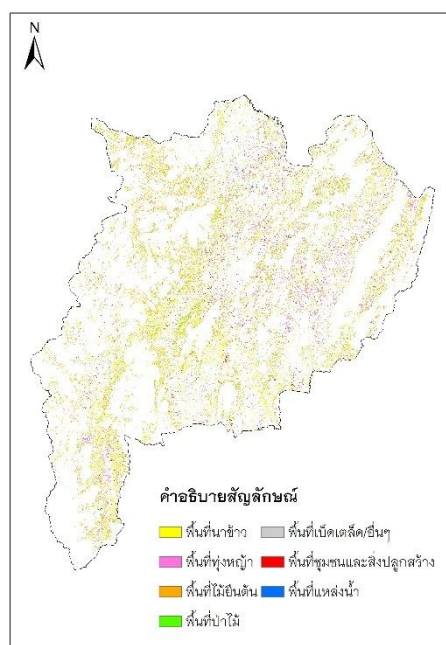 N
คำอธิบายสัญลักษณ์
พื้นที่นาข้าว พื้นที่เบ็ดเตล็ด/อื่นๆ
พื้นที่ทุ่งหญ้า พื้นที่ชุมชนและสิ่งปลูกสร้าง
พื้นที่ไม้ยืนต้น พื้นที่แหล่งน้ำ
พื้นที่ป่าไม้